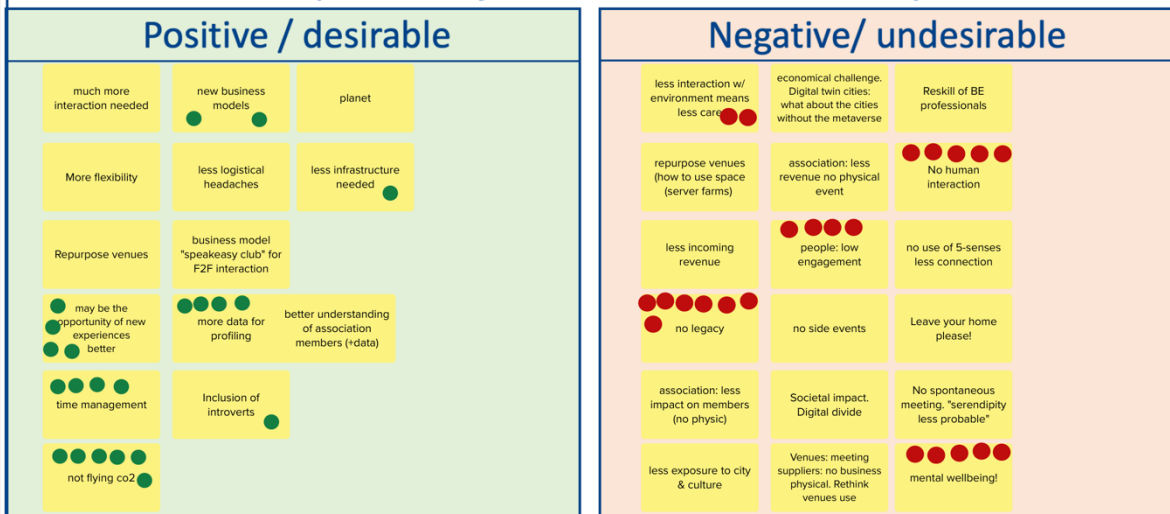 Positive / desirable
much more
interaction needed
new business
models
planet
More flexibility
less logistical
headaches
less infrastructure
needed
Repurpose venues
business model
"speakeasy club" for
F2F interaction
may be the
opportunity of new
experiences
better
more data for
profiling
better understanding
of association
members (+data)
time management
Inclusion of
introverts
not flying co2
Negative/ undesirable
less interaction w/
environment means
less care
economical challenge.
Digital twin cities:
what about the cities
without the metaverse
Reskill of BE
professionals
repurpose venues
(how to use space
(server farms)
association: less
revenue no physical
event
No human
interaction
less incoming
revenue
people: low
engagement
no use of 5-senses
less connection
no legacy
no side events
Leave your home
please!
association: less
impact on members
(no physic)
Societal impact.
Digital divide
No spontaneous
meeting. "serendipity
less probable"
less exposure to city
& culture
Venues: meeting
suppliers: no business
physical. Rethink
venues use
mental wellbeing!